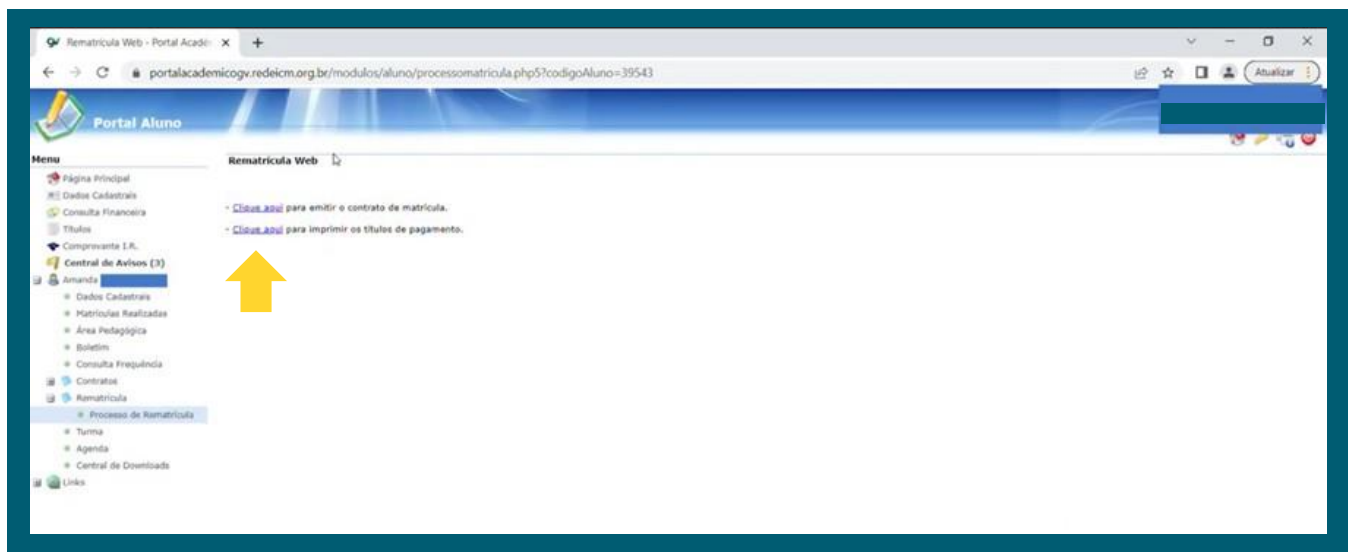 Rematrícula Web - Portal Acadê
portalacademicogv.redeicm.org.br/modulos/aluno/processomatricula.php5?codigoAluno=39543
Atualizar
Portal Aluno
Menu
Página Principal
Dados Cadastrais
Consulta Financeira
Títulos
Comprovante I.R.
Central de Avisos (3)
Amanda
Dados Cadastrais
Matrículas Realizadas
Área Pedagógica
Boletim
Consulta Frequência
Contratos
Rematrícula
Processo de Rematrícula
Turma
Agenda
Central de Downloads
Links
Rematrícula Web
- Clique aqui para emitir o contrato de matrícula.
- Clique aqui para imprimir os títulos de pagamento.